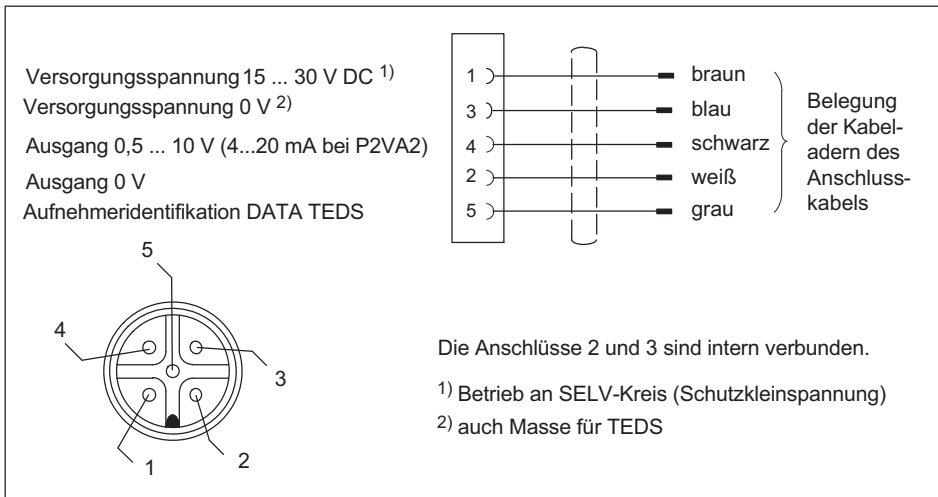 Versorgungsspannung 15 ... 30 V DC 1)
Versorgungsspannung 0 V 2)
Ausgang 0,5 ... 10 V (4...20 mA bei P2VA2)
Ausgang 0 V
Aufnehmeridentifikation DATA TEDS
1 braun
3 blau
4 schwarz
2 weiß
5 grau
Belegung
der Kabel-
adern des
Anschluss-
kabels
5
4
3
1
2
Die Anschlüsse 2 und 3 sind intern verbunden.
1) Betrieb an SELV-Kreis (Schutzkleinspannung)
2) auch Masse für TEDS